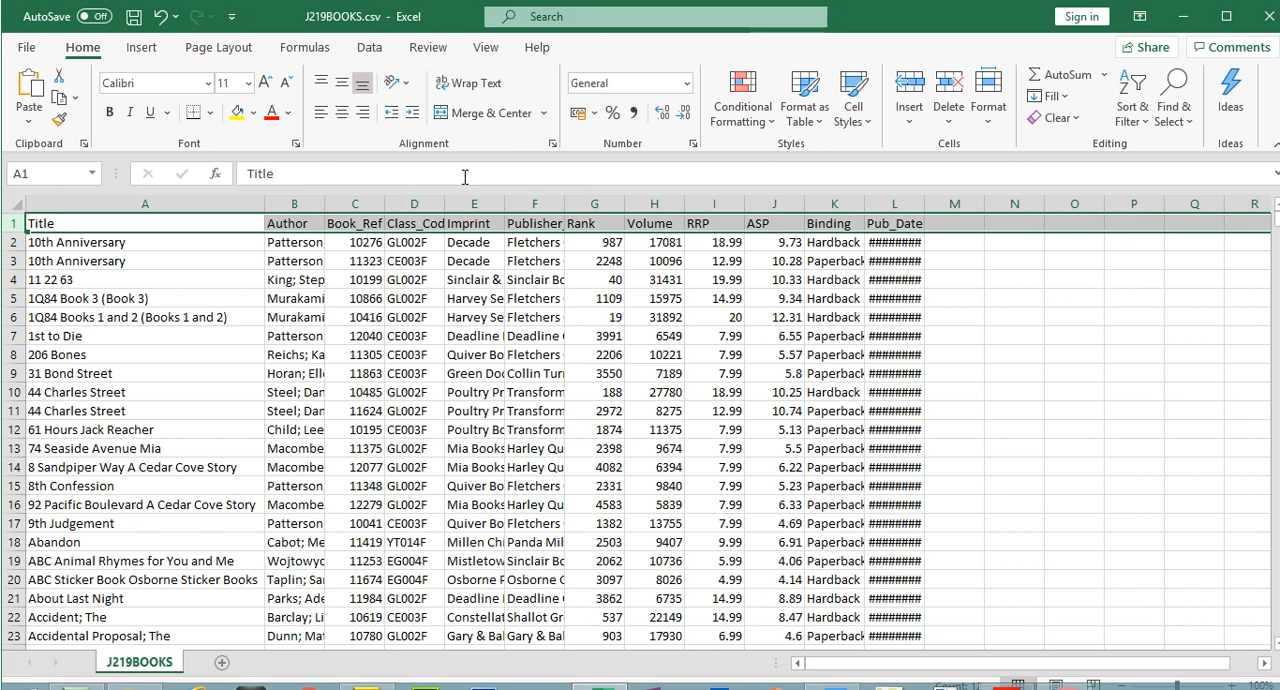 AutoSave Off J219BOOKS.csv - Excel Search Sign in
File Home Insert Page Layout Formulas Data Review View Help Share Comments
Calibri 11 A A Wrap Text General AutoSum
Paste B I U A Merge & Center % Conditional Formatting Format as Table Cell Styles Insert Delete Format Fill Clear Sort & Filter Find & Select Ideas
Clipboard Font Alignment Number Styles Cells Editing Ideas
A1 fx Title
A B C D E F G H I J K L M N O P Q R
1 Title Author Book_Ref Class_Cod Imprint Publisher_ Rank Volume RRP ASP Binding Pub_Date
2 10th Anniversary Patterson 10276 GL002F Decade Fletchers 987 17081 18.99 9.73 Hardback ########
3 10th Anniversary Patterson 11323 CE003F Decade Fletchers 2248 10096 12.99 10.28 Paperback ########
4 11 22 63 King; Step 10199 GL002F Sinclair & Sinclair Bo 40 31431 19.99 10.33 Hardback ########
5 1Q84 Book 3 (Book 3) Murakami 10866 GL002F Harvey Se Fletchers 1109 15975 14.99 9.34 Hardback ########
6 1Q84 Books 1 and 2 (Books 1 and 2) Murakami 10416 GL002F Harvey Se Fletchers 19 31892 20 12.31 Hardback ########
7 1st to Die Patterson 12040 CE003F Deadline Deadline 3991 6549 7.99 6.55 Paperback ########
8 206 Bones Reichs; Ka 11305 CE003F Quiver Bo Fletchers 2206 10221 7.99 5.57 Paperback ########
9 31 Bond Street Horan; Elle 11863 CE003F Green Doo Collin Turn 3550 7189 7.99 5.8 Paperback ########
10 44 Charles Street Steel; Dan 10485 GL002F Poultry Pr Transform 188 27780 18.99 10.25 Hardback ########
11 44 Charles Street Steel; Dan 11624 GL002F Poultry Pr Transform 2972 8275 12.99 10.74 Paperback ########
12 61 Hours Jack Reacher Child; Lee 10195 CE003F Poultry Bo Transform 1874 11375 7.99 5.13 Paperback ########
13 74 Seaside Avenue Mia Macombe 11375 GL002F Mia Books Harley Qu 2398 9674 7.99 5.5 Paperback ########
14 8 Sandpiper Way A Cedar Cove Story Macombe 12077 GL002F Mia Books Harley Qu 4082 6394 7.99 6.22 Paperback ########
15 8th Confession Patterson 11348 GL002F Quiver Bo Fletchers 2331 9840 7.99 5.23 Paperback ########
16 92 Pacific Boulevard A Cedar Cove Story Macombe 12279 GL002F Mia Books Harley Qu 4583 5839 7.99 6.33 Paperback ########
17 9th Judgement Patterson 10041 CE003F Quiver Bo Fletchers 1382 13755 7.99 4.69 Paperback ########
18 Abandon Cabot; Me 11419 YT014F Millen Chi Panda Mil 2503 9407 9.99 6.91 Paperback ########
19 ABC Animal Rhymes for You and Me Wojtowyc 11253 EG004F Mistletow Sinclair Bo 2062 10736 5.99 4.06 Paperback ########
20 ABC Sticker Book Osborne Sticker Books Taplin; Sar 11674 EG004F Osborne P Osborne 3097 8026 4.99 4.14 Hardback ########
21 About Last Night Parks; Ade 11984 GL002F Deadline Deadline 3862 6735 14.99 8.89 Hardback ########
22 Accident; The Barclay; Li 10619 CE003F Constellat Shallot Gr 537 22149 14.99 8.47 Hardback ########
23 Accidental Proposal; The Dunn; Mat 10780 GL002F Gary & Bal Fletchers 903 17930 6.99 4.6 Paperback ########
J219BOOKS
100%